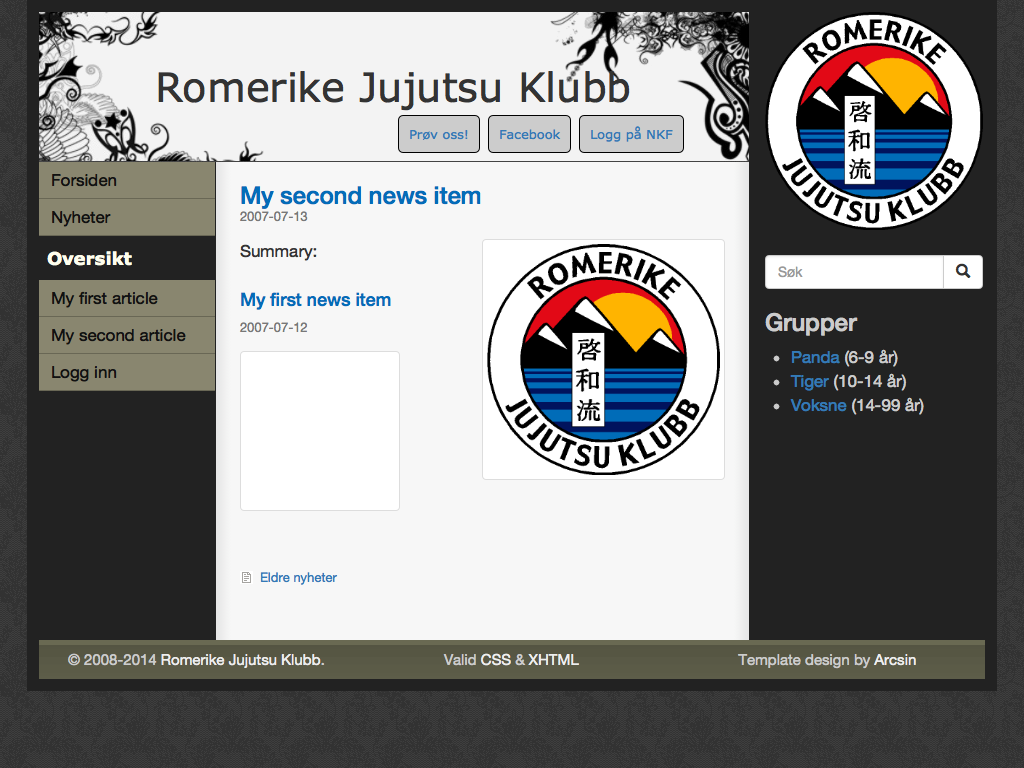 Romerike Jujutsu Klubb
Prøv oss!
Facebook
Logg på NKF
ROMERIKE
啓和流
JUJUTSU KLUBB
Forsiden
Nyheter
Oversikt
My first article
My second article
Logg inn
My second news item
2007-07-13
Summary:
My first news item
2007-07-12
ROMERIKE
啓和流
JUJUTSU KLUBB
Eldre nyheter
Søk
Grupper
Panda (6-9 år)
Tiger (10-14 år)
Voksne (14-99 år)
© 2008-2014 Romerike Jujutsu Klubb.
Valid CSS & XHTML
Template design by Arcsin